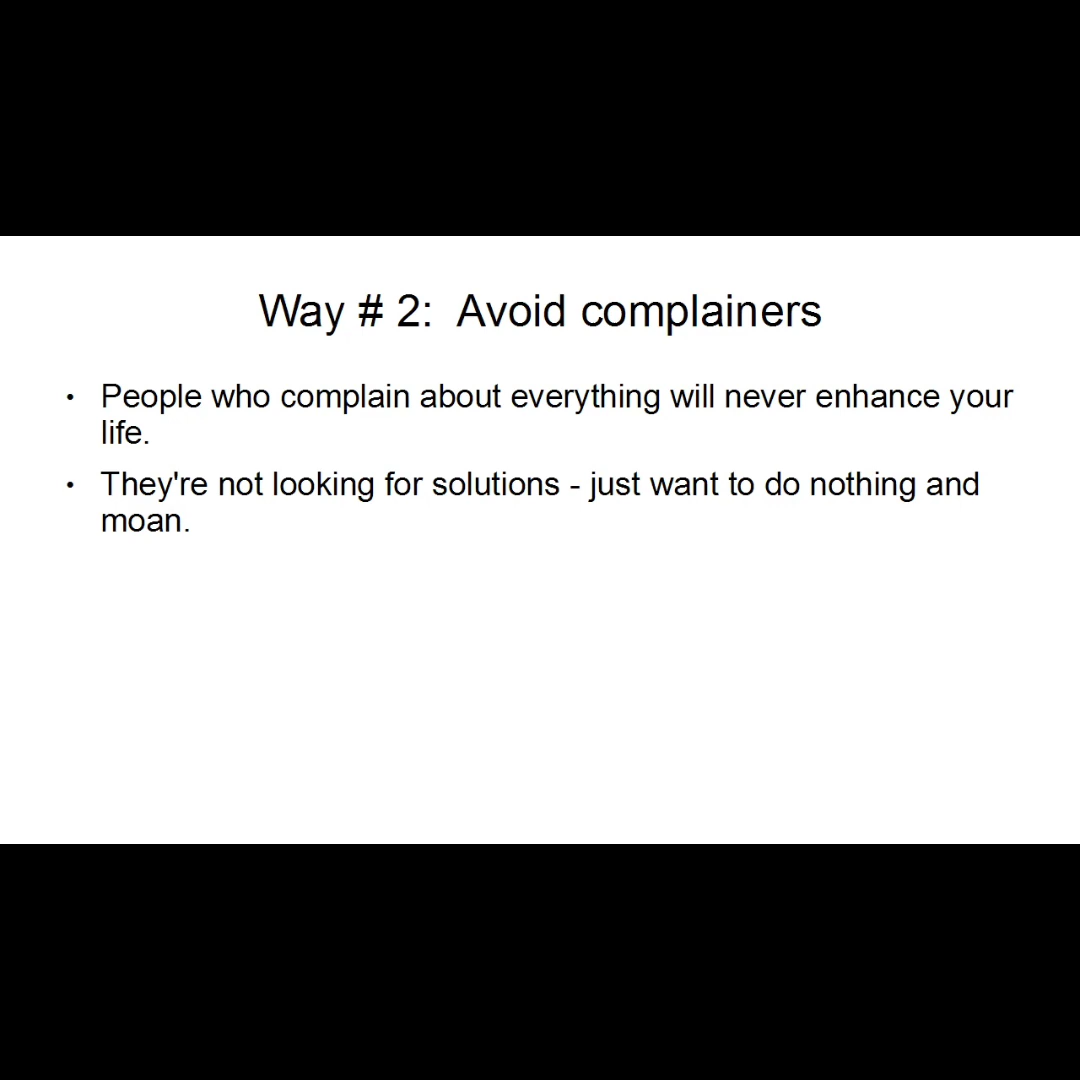 Way # 2:  Avoid complainers
• People who complain about everything will never enhance your
life.
• They're not looking for solutions - just want to do nothing and
moan.